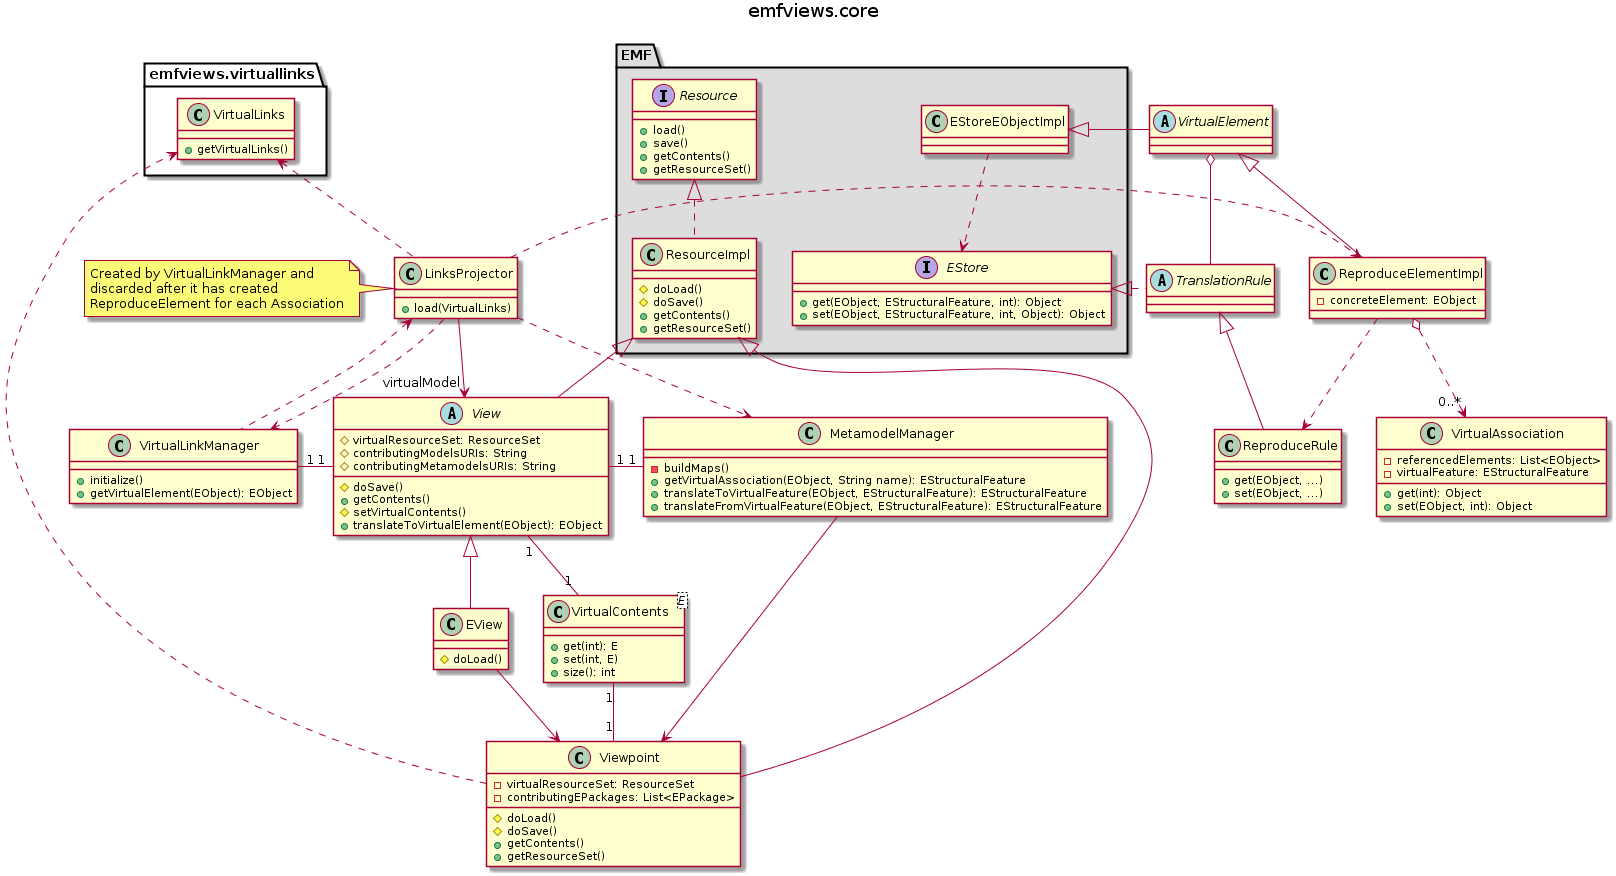 emfviews.core
EMF
emfviews.virtuallinks
C VirtualLinks
getVirtualLinks()
I Resource
load()
save()
getContents()
getResourceSet()
C EStoreEObjectImpl
A VirtualElement
Created by VirtualLinkManager and
discarded after it has created
ReproduceElement for each Association
C LinksProjector
load(VirtualLinks)
C ResourceImpl
doLoad()
doSave()
getContents()
getResourceSet()
I EStore
get(EObject, EStructuralFeature, int): Object
set(EObject, EStructuralFeature, int, Object): Object
A TranslationRule
C ReproduceElementImpl
concreteElement: EObject
virtualModel
0..*
C VirtualLinkManager
initialize()
getVirtualElement(EObject): EObject
1 1
A View
virtualResourceSet: ResourceSet
contributingModelsURIs: String
contributingMetamodelsURIs: String
doSave()
getContents()
setVirtualContents()
translateToVirtualElement(EObject): EObject
1 1
C MetamodelManager
buildMaps()
getVirtualAssociation(EObject, String name): EStructuralFeature
translateToVirtualFeature(EObject, EStructuralFeature): EStructuralFeature
translateFromVirtualFeature(EObject, EStructuralFeature): EStructuralFeature
C ReproduceRule
get(EObject, ...)
set(EObject, ...)
C VirtualAssociation
referencedElements: List<EObject>
virtualFeature: EStructuralFeature
get(int): Object
set(EObject, int): Object
1
1
C EView
doLoad()
C VirtualContents
E
get(int): E
set(int, E)
size(): int
1
1
C Viewpoint
virtualResourceSet: ResourceSet
contributingEPackages: List<EPackage>
doLoad()
doSave()
getContents()
getResourceSet()